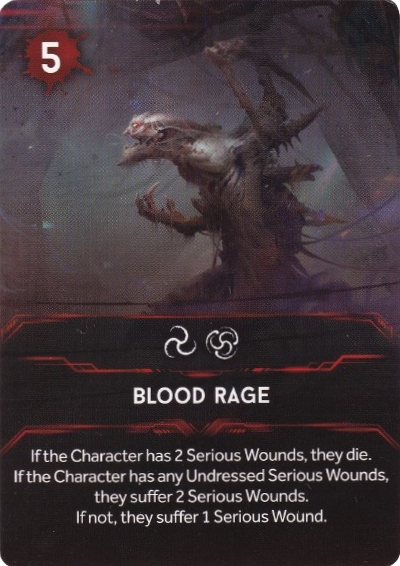 5
BLOOD RAGE
If the Character has 2 Serious Wounds, they die.
If the Character has any Undressed Serious Wounds,
they suffer 2 Serious Wounds.
If not, they suffer 1 Serious Wound.